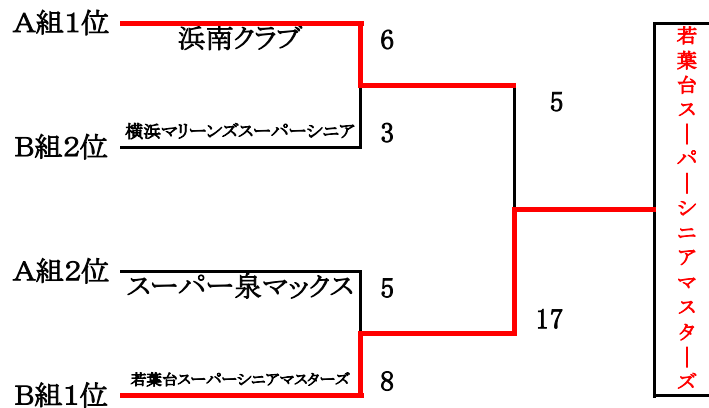 A組1位
浜南クラブ
6
横浜マリーンズスーパーシニア
3
B組2位
5
A組2位
スーパー泉マックス
5
17
若葉台スーパーシニアマスターズ
8
B組1位
若葉台スーパーシニアマスターズ